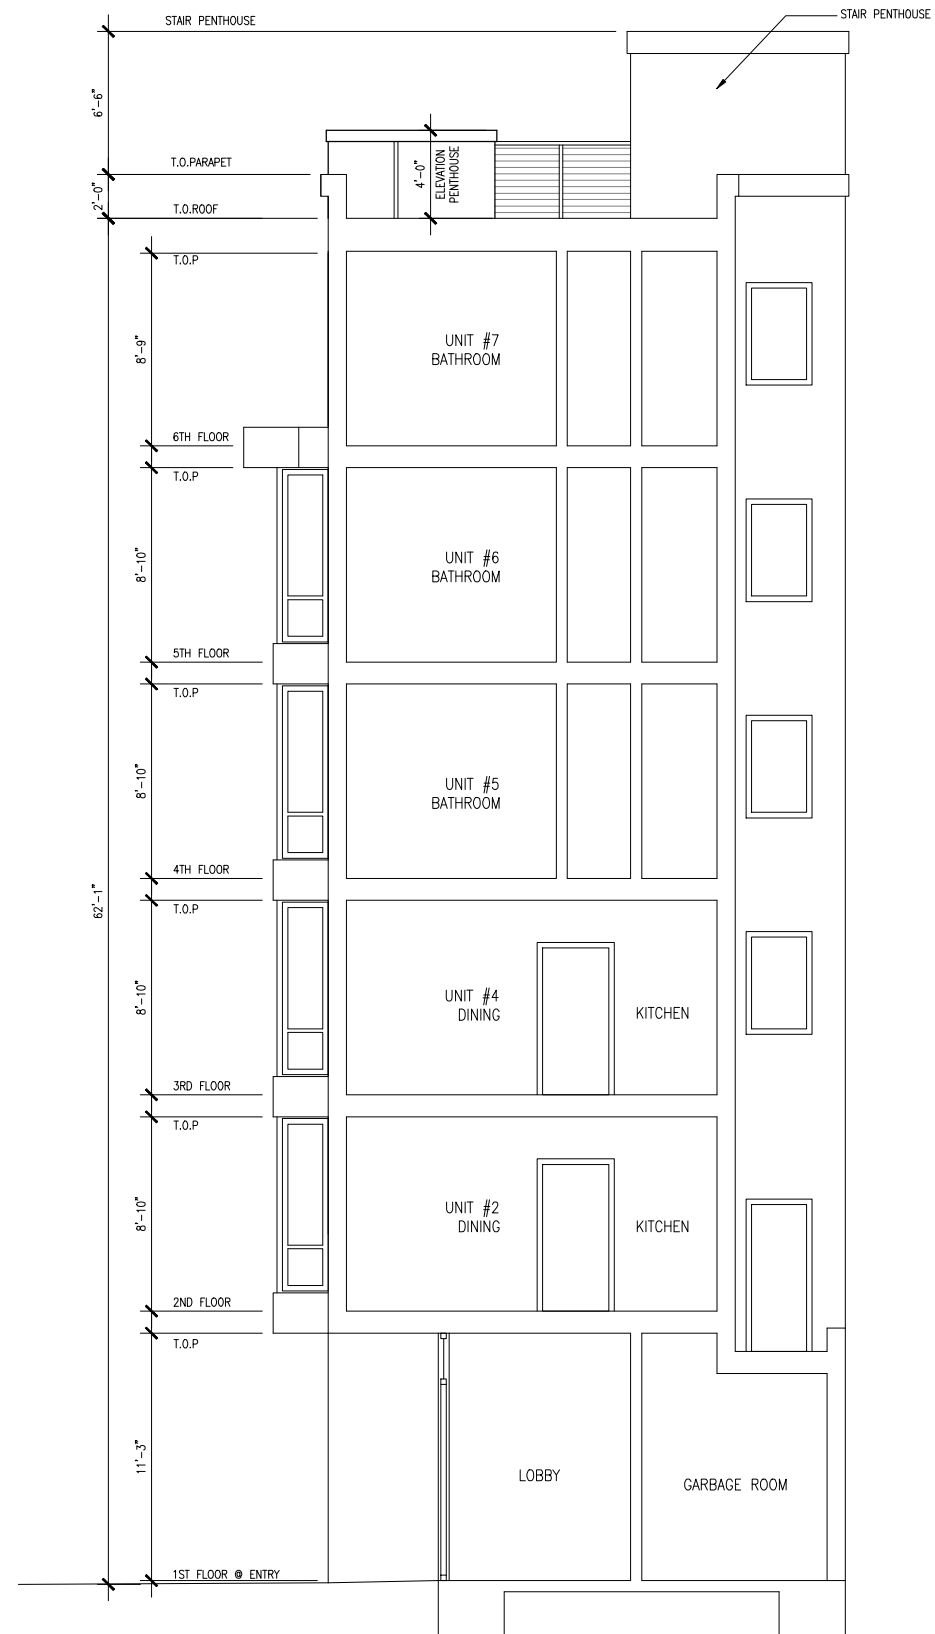 STAIR PENTHOUSE
STAIR PENTHOUSE
6'-6"
T.O.PARAPET
4'-0"
ELEVATION
PENTHOUSE
2'-0"
T.O.ROOF
T.O.P
8'-9"
UNIT #7
BATHROOM
6TH FLOOR
T.O.P
8'-10"
UNIT #6
BATHROOM
5TH FLOOR
T.O.P
8'-10"
UNIT #5
BATHROOM
4TH FLOOR
62'-1"
T.O.P
8'-10"
UNIT #4
DINING
KITCHEN
3RD FLOOR
T.O.P
8'-10"
UNIT #2
DINING
KITCHEN
2ND FLOOR
T.O.P
11'-3"
LOBBY
GARBAGE ROOM
1ST FLOOR @ ENTRY